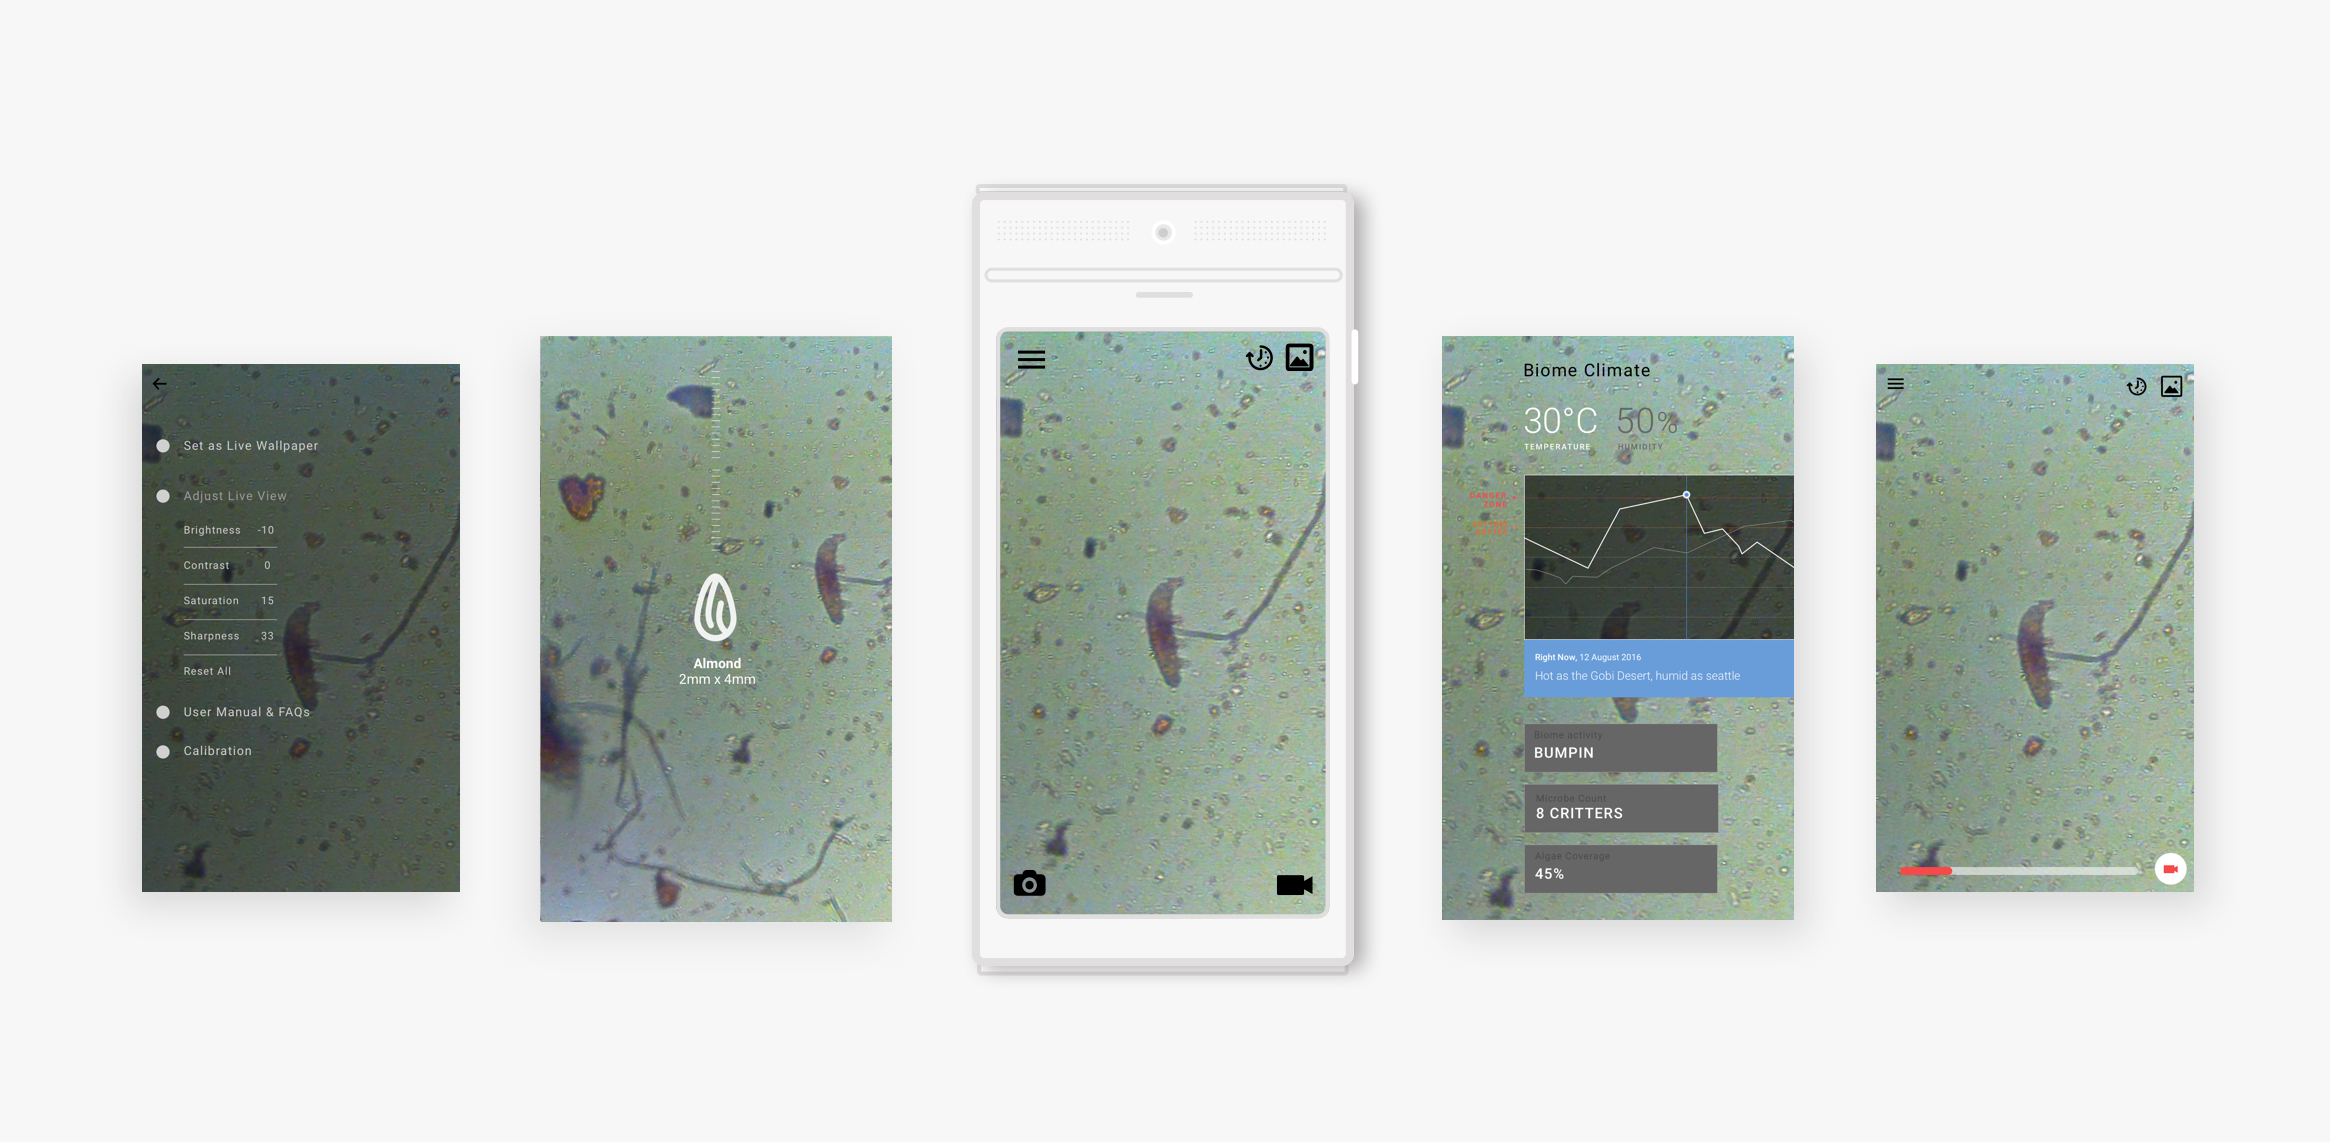 Set as Live Wallpaper
Adjust Live View
Brightness -10
Contrast 0
Saturation 15
Sharpness 33
Reset All
User Manual & FAQs
Calibration
Almond
2mm x 4mm
Biome Climate
30°C 50%
TEMPERATURE HUMIDITY
DANGER
ZONE
Right Now, 12 August 2016
Hot as the Gobi Desert, humid as seattle
Biome activity
BUMPIN
Microbe Count
8 CRITTERS
Algae Coverage
45%